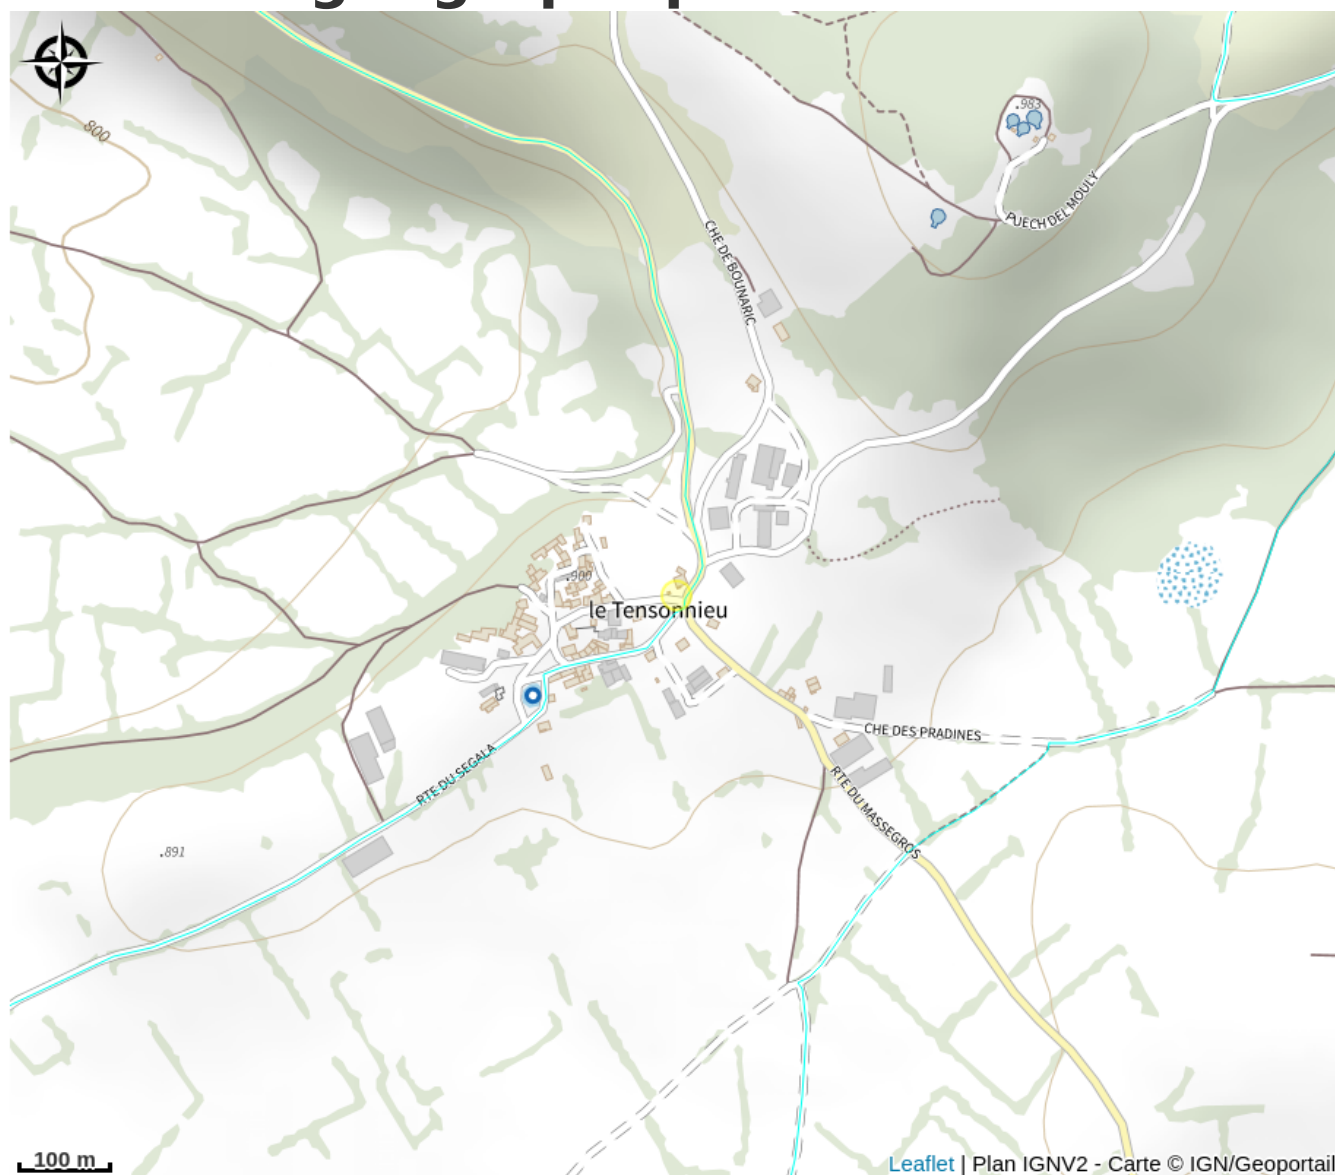 800
.983
PUECH DEL MOULY
CHE DE BOUNARIC
.900
le Tensonnieu
CHE DES PRADINES
RTE DU SEGALA
RTE DU MASSEGROS
.891
100 m
Leaflet | Plan IGNV2 - Carte © IGN/Geoportail